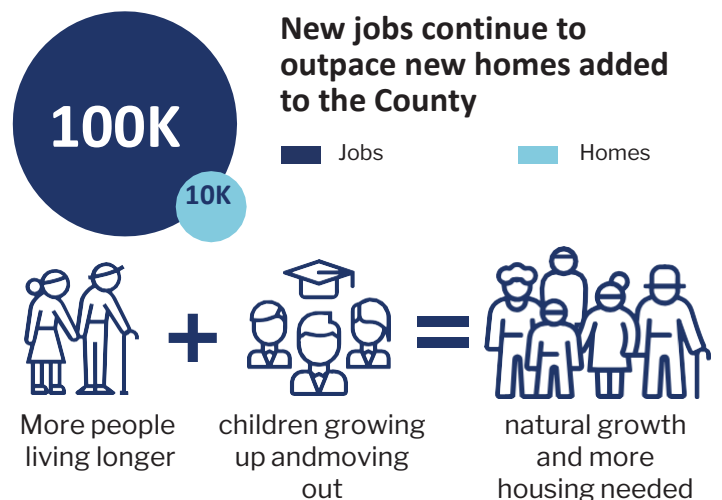 New jobs continue to
outpace new homes added
to the County
100K
10K
Jobs
Homes
More people
living longer
children growing
up andmoving
out
natural growth
and more
housing needed